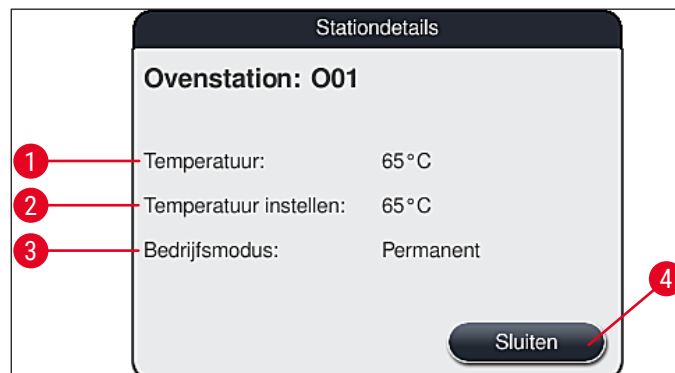 Stationdetails
Ovenstation: O01
1 Temperatuur: 65°C
2 Temperatuur instellen: 65°C
3 Bedrijfsmodus: Permanent
4
Sluiten